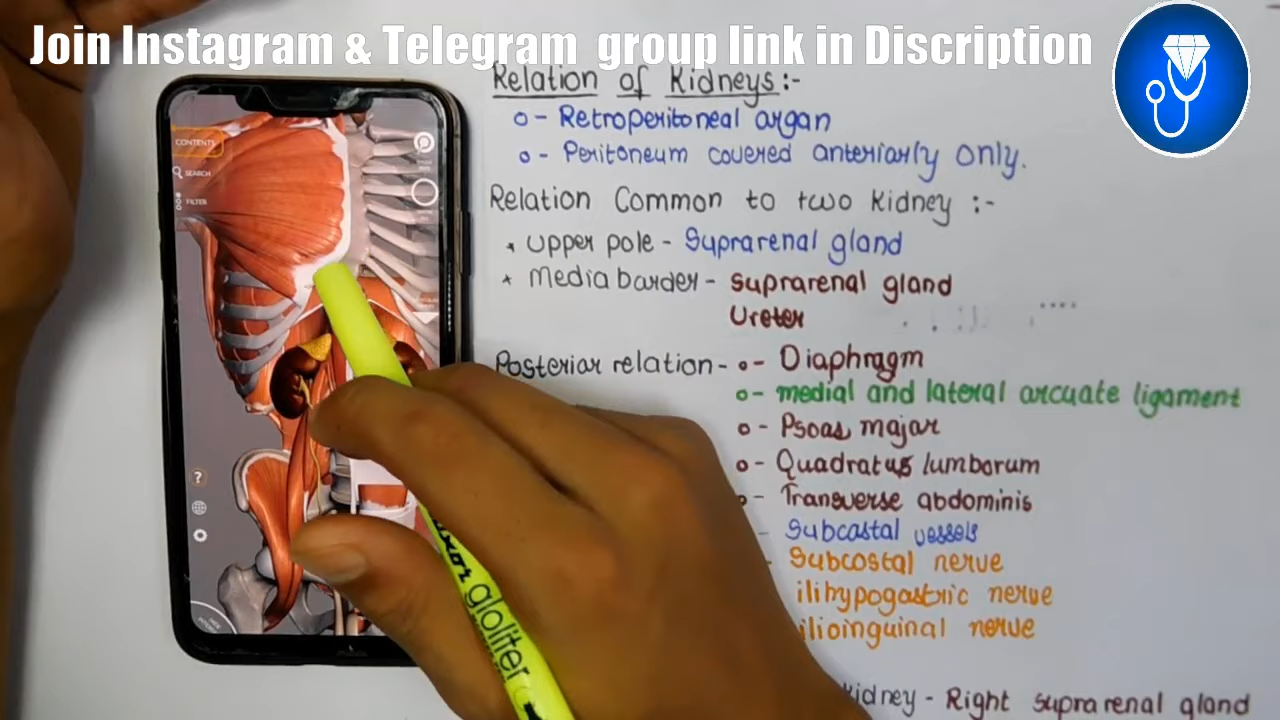 Join Instagram & Telegram group link in Discription
Relation of Kidneys:-
o- Retroperitoneal organ
o- Peritoneum covered anteriorly only.
Relation Common to two Kidney :-
* Upper pole - Suprarenal gland
* Media barder - Suprarenal gland
Ureter
Posterior relation - o- Diaphragm
o- medial and lateral arcuate ligament
o- Psoas major
o- Quadratus lumborum
o- Transverse abdominis
- Subcastal vessels
Subcostal nerve
ilihypogastric nerve
ilioinguinal nerve
kidney - Right suprarenal gland
CONTENTS
SEARCH
FILTER
?
gloliter